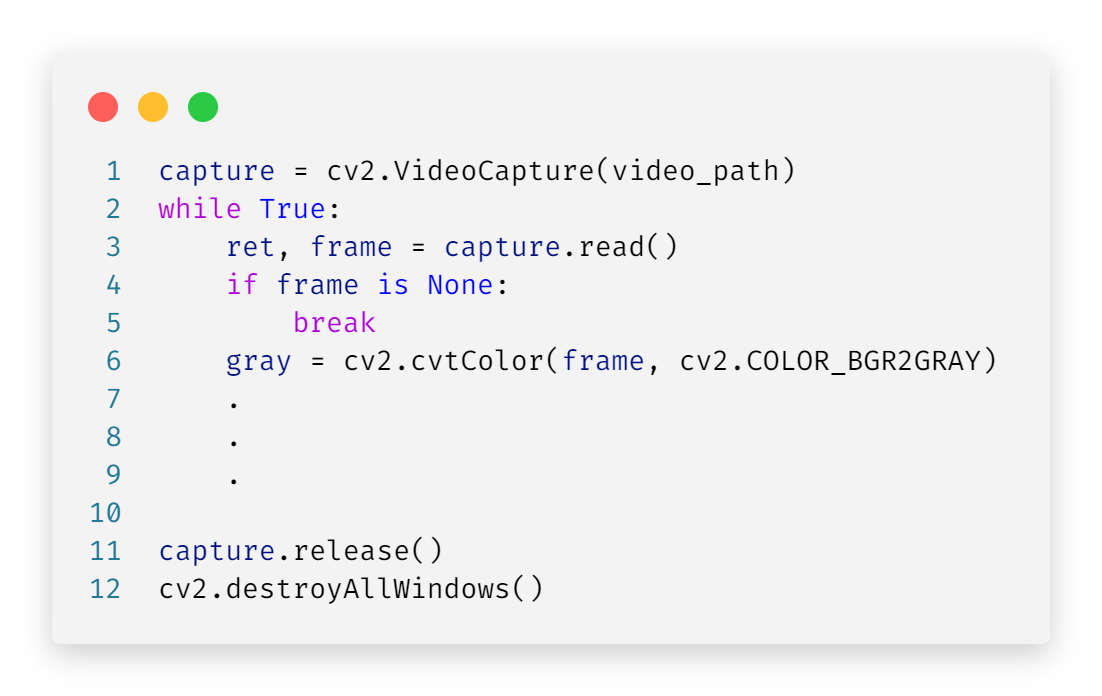 1 capture = cv2.VideoCapture(video_path)
2 while True:
3     ret, frame = capture.read()
4     if frame is None:
5         break
6     gray = cv2.cvtColor(frame, cv2.COLOR_BGR2GRAY)
7     .
8     .
9     .
10
11 capture.release()
12 cv2.destroyAllWindows()